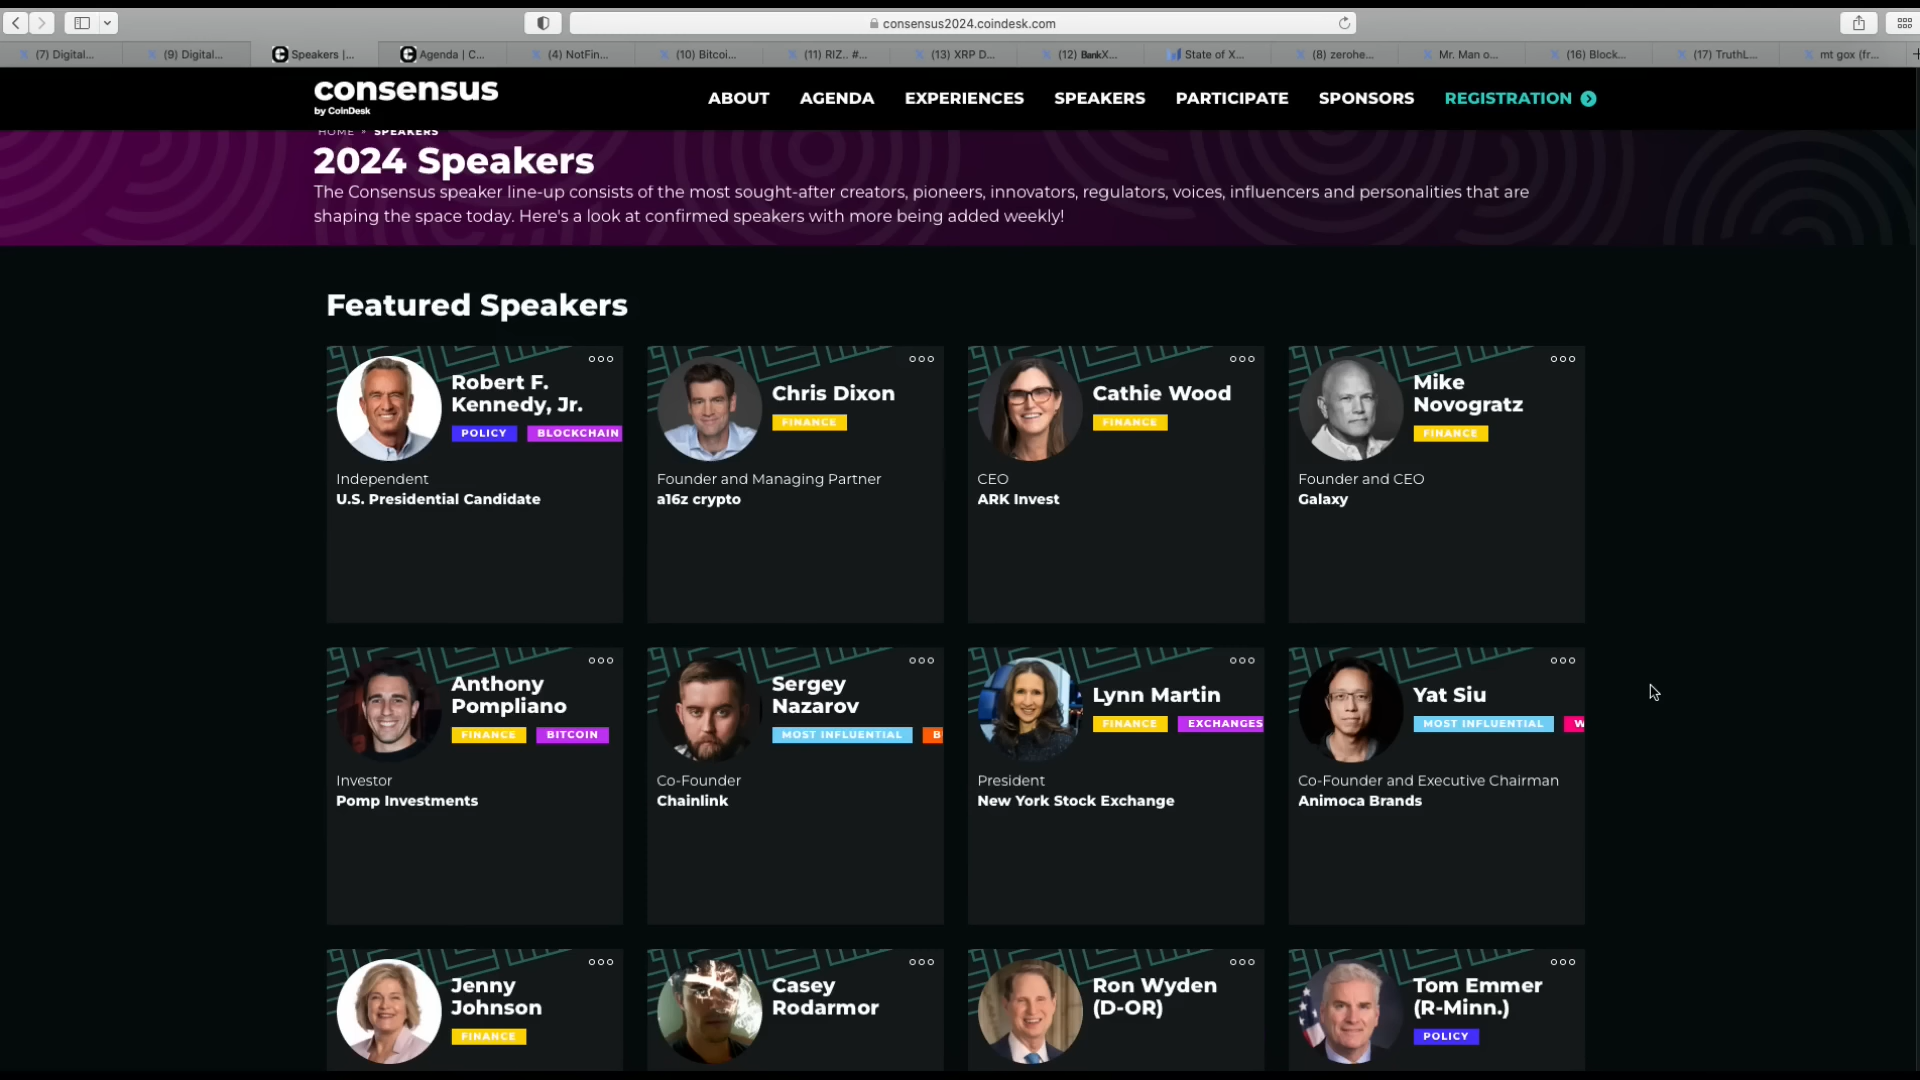 consensus2024.coindesk.com
(7) Digital...
(9) Digital...
Speakers |...
Agenda | C...
(4) NotFin...
(10) Bitcoi...
(11) RIZ.. #...
(13) XRP D...
(12) BankX...
State of X...
(8) zerohe...
Mr. Man o...
(16) Block...
(17) TruthL...
mt gox (fr...
consensus
by CoinDesk
ABOUT
AGENDA
EXPERIENCES
SPEAKERS
PARTICIPATE
SPONSORS
REGISTRATION
HOME » SPEAKERS
2024 Speakers
The Consensus speaker line-up consists of the most sought-after creators, pioneers, innovators, regulators, voices, influencers and personalities that are
shaping the space today. Here's a look at confirmed speakers with more being added weekly!
Featured Speakers
Robert F.
Kennedy, Jr.
POLICY BLOCKCHAIN
Independent
U.S. Presidential Candidate
Chris Dixon
FINANCE
Founder and Managing Partner
a16z crypto
Cathie Wood
FINANCE
CEO
ARK Invest
Mike
Novogratz
FINANCE
Founder and CEO
Galaxy
Anthony
Pompliano
FINANCE BITCOIN
Investor
Pomp Investments
Sergey
Nazarov
MOST INFLUENTIAL B
Co-Founder
Chainlink
Lynn Martin
FINANCE EXCHANGES
President
New York Stock Exchange
Yat Siu
MOST INFLUENTIAL W
Co-Founder and Executive Chairman
Animoca Brands
Jenny
Johnson
FINANCE
Casey
Rodarmor
Ron Wyden
(D-OR)
Tom Emmer
(R-Minn.)
POLICY